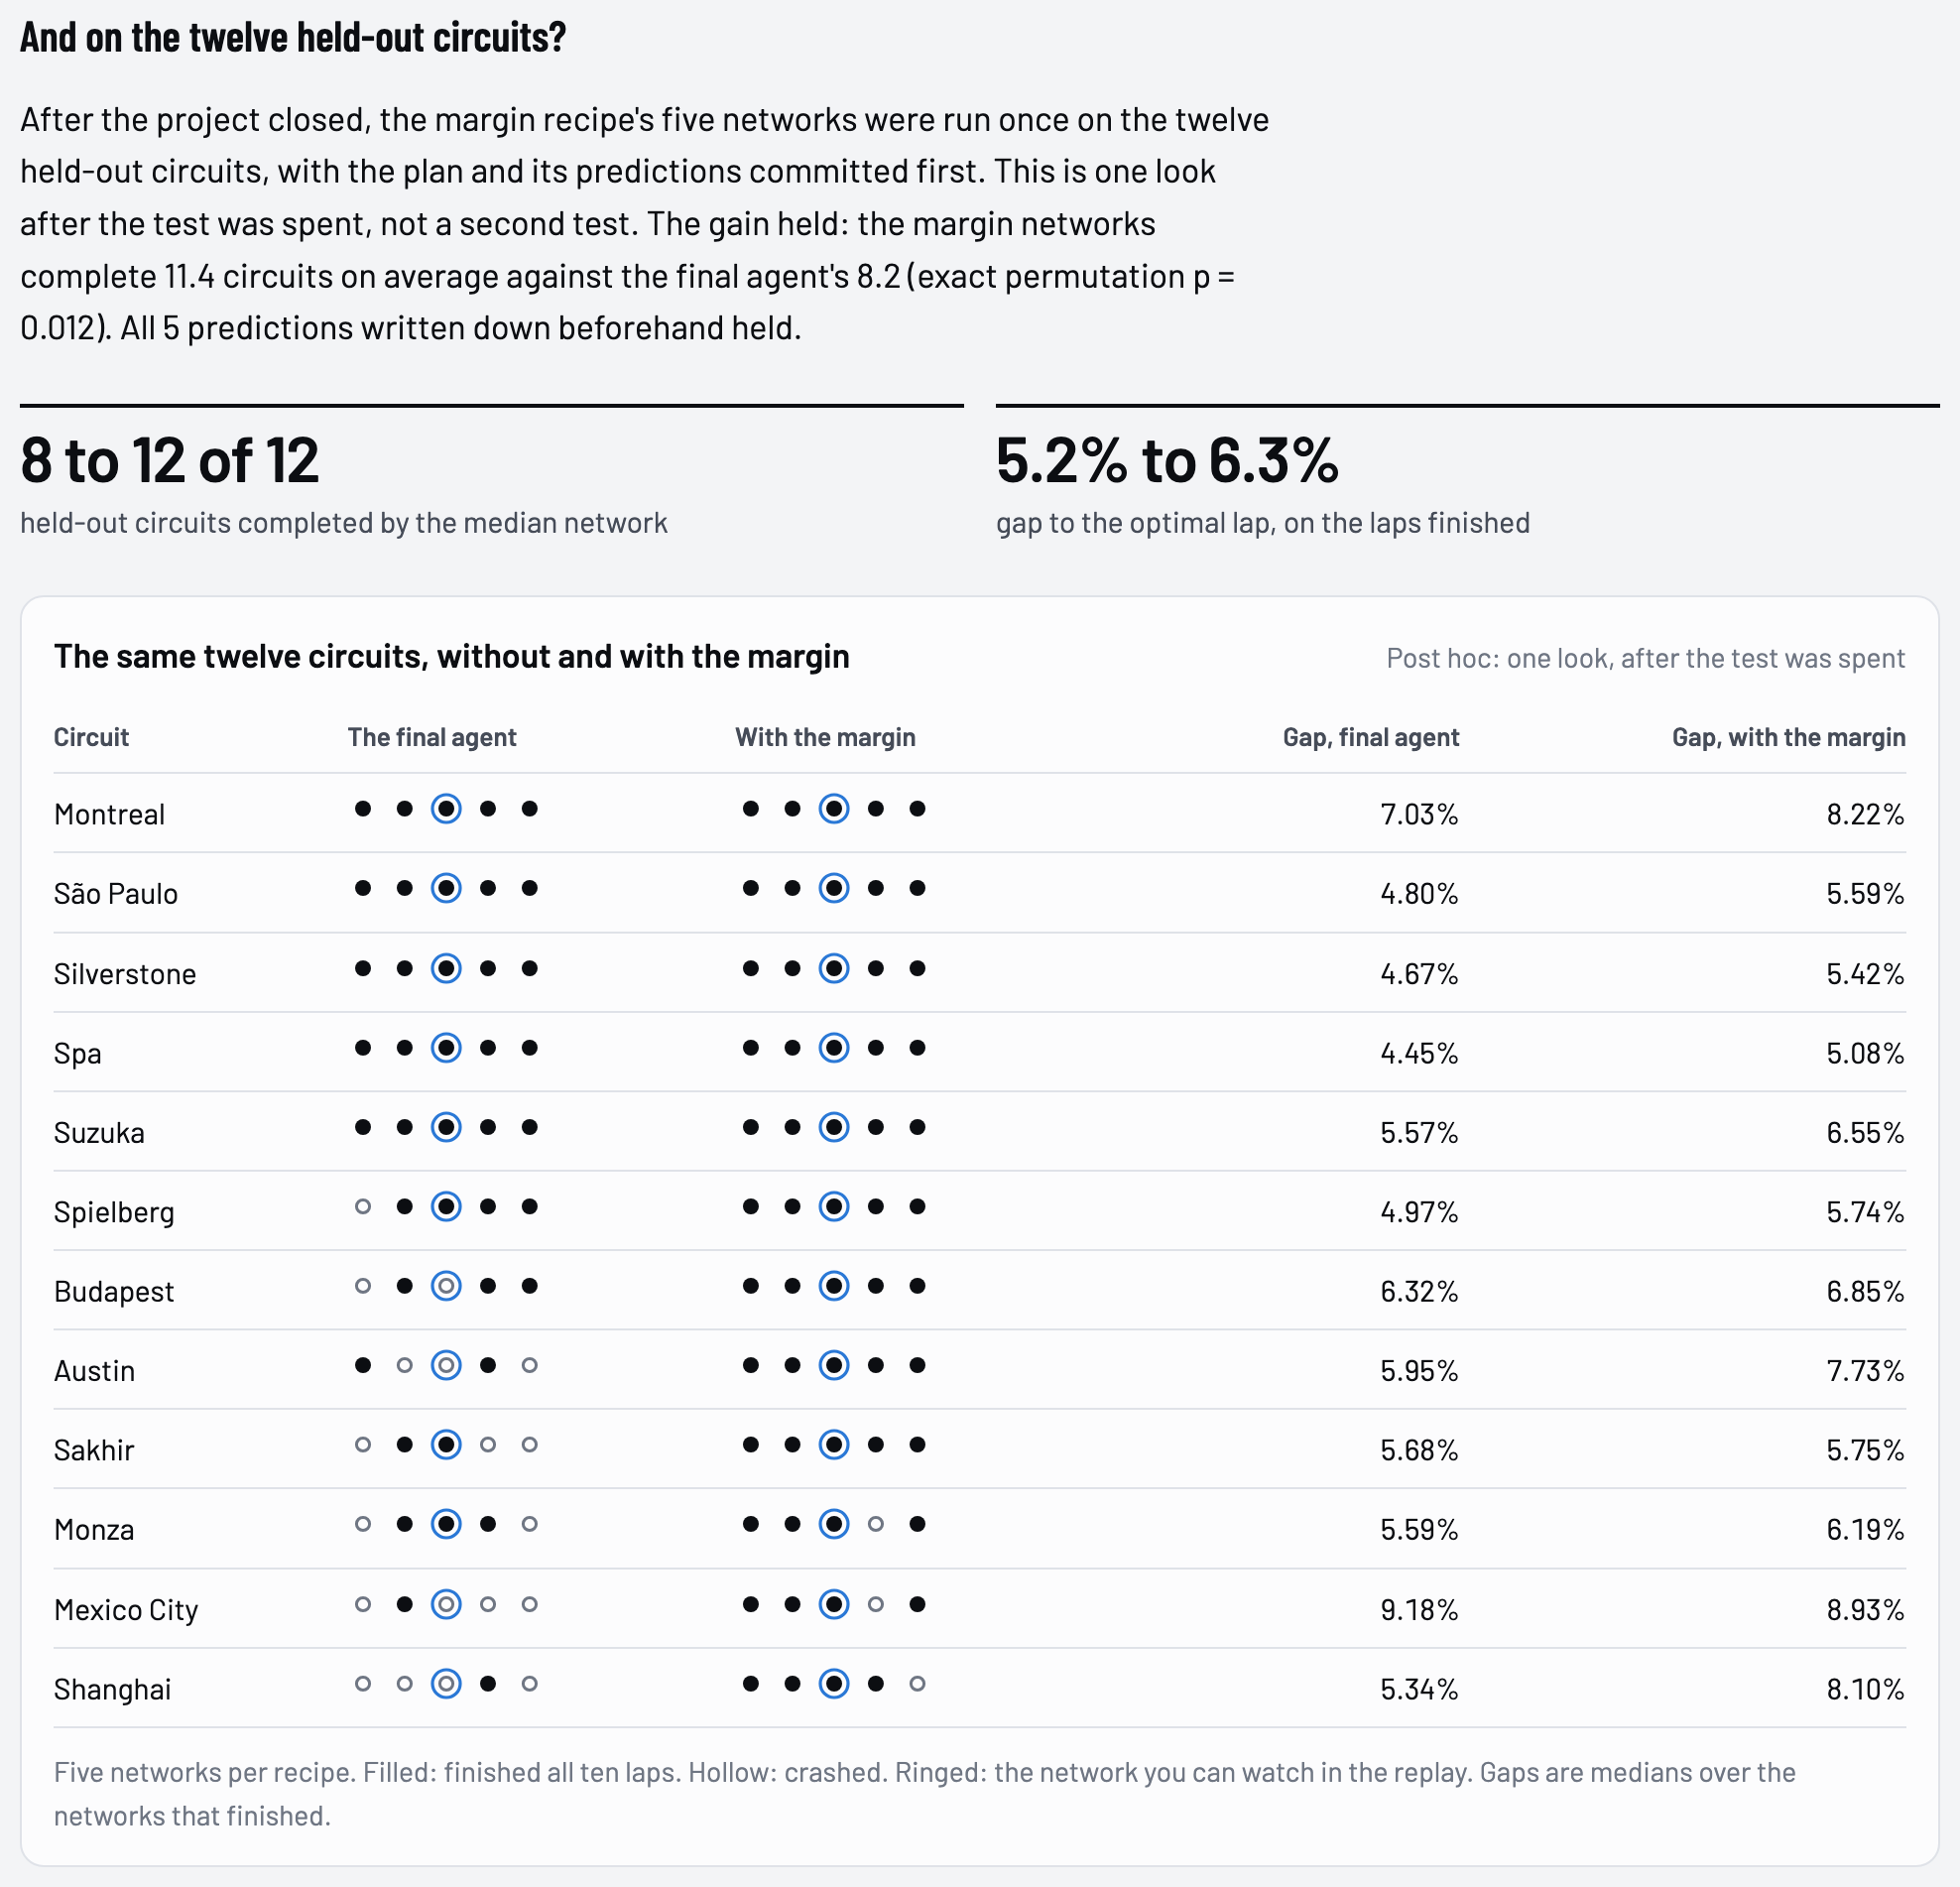 And on the twelve held-out circuits?
After the project closed, the margin recipe's five networks were run once on the twelve
held-out circuits, with the plan and its predictions committed first. This is one look
after the test was spent, not a second test. The gain held: the margin networks
complete 11.4 circuits on average against the final agent's 8.2 (exact permutation p =
0.012). All 5 predictions written down beforehand held.
8 to 12 of 12
held-out circuits completed by the median network
5.2% to 6.3%
gap to the optimal lap, on the laps finished
The same twelve circuits, without and with the margin
Post hoc: one look, after the test was spent
Circuit The final agent With the margin Gap, final agent Gap, with the margin
Montreal 7.03% 8.22%
São Paulo 4.80% 5.59%
Silverstone 4.67% 5.42%
Spa 4.45% 5.08%
Suzuka 5.57% 6.55%
Spielberg 4.97% 5.74%
Budapest 6.32% 6.85%
Austin 5.95% 7.73%
Sakhir 5.68% 5.75%
Monza 5.59% 6.19%
Mexico City 9.18% 8.93%
Shanghai 5.34% 8.10%
Five networks per recipe. Filled: finished all ten laps. Hollow: crashed. Ringed: the network you can watch in the replay. Gaps are medians over the
networks that finished.